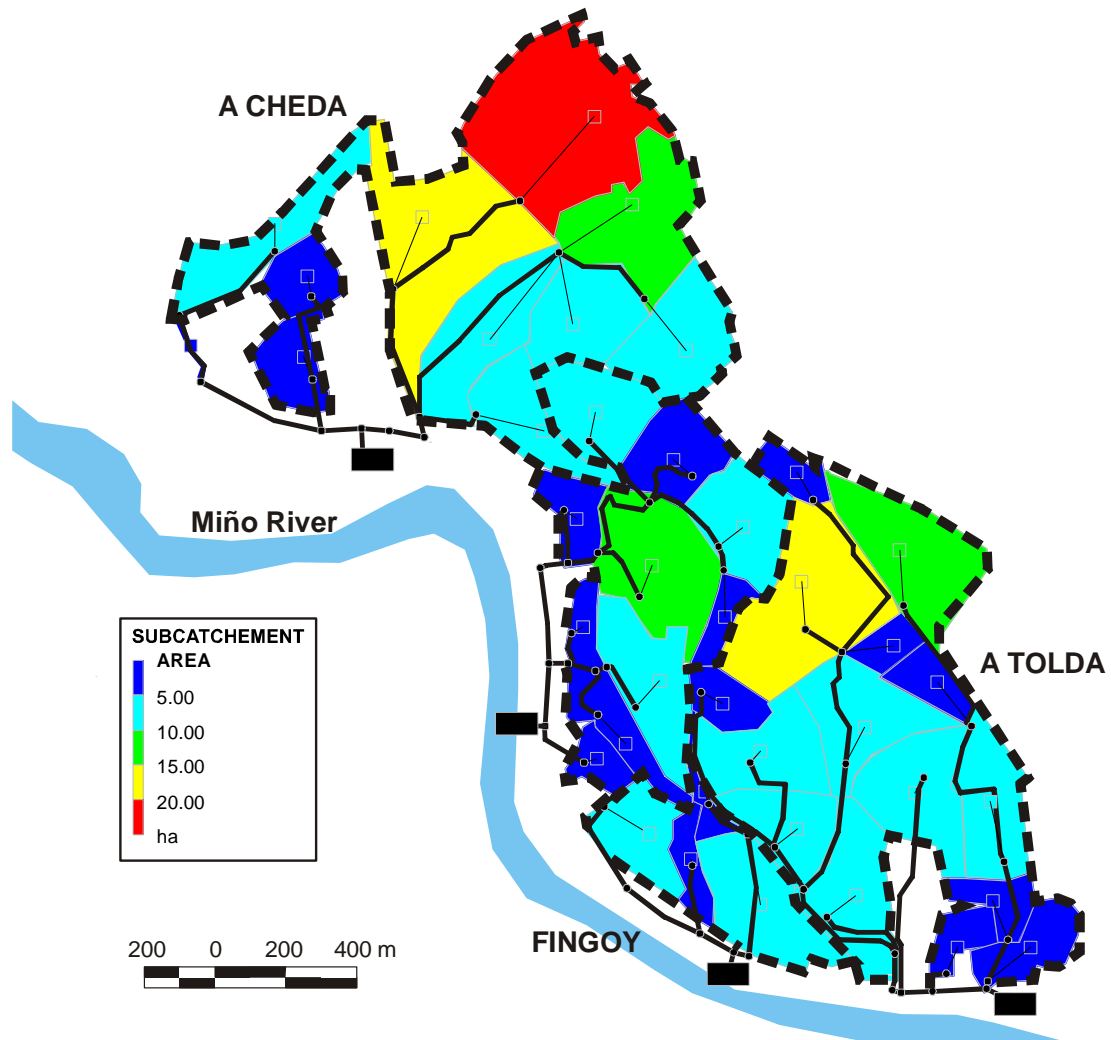 A CHEDA
Miño River
SUBCATCHEMENT
AREA
5.00
10.00
15.00
20.00
ha
A TOLDA
FINGOY
200 0 200 400 m